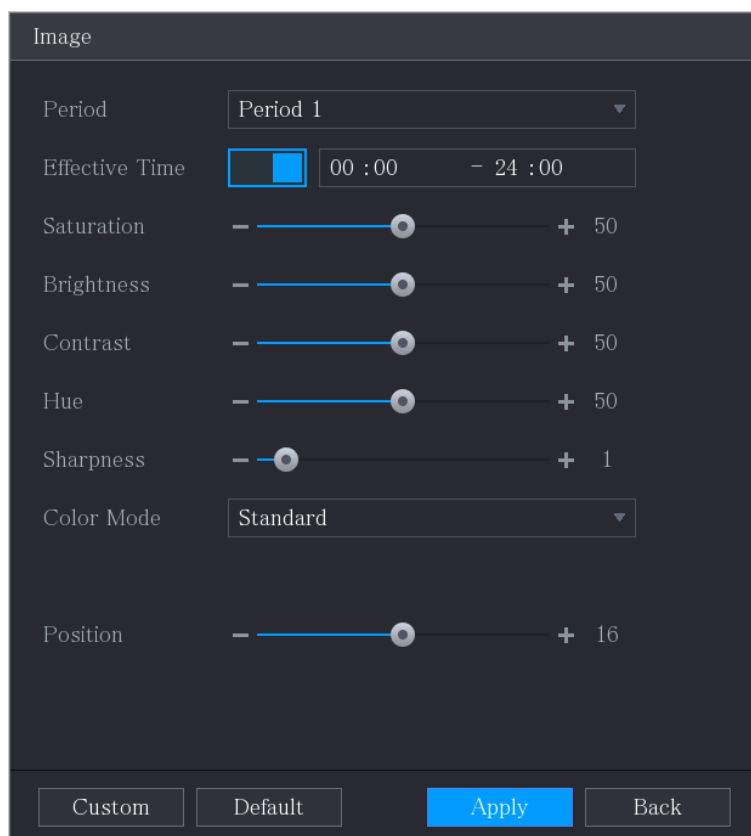 Image
Period Period 1
Effective Time 00 :00 - 24 :00
Saturation 50
Brightness 50
Contrast 50
Hue 50
Sharpness 1
Color Mode Standard
Position 16
Custom Default Apply Back